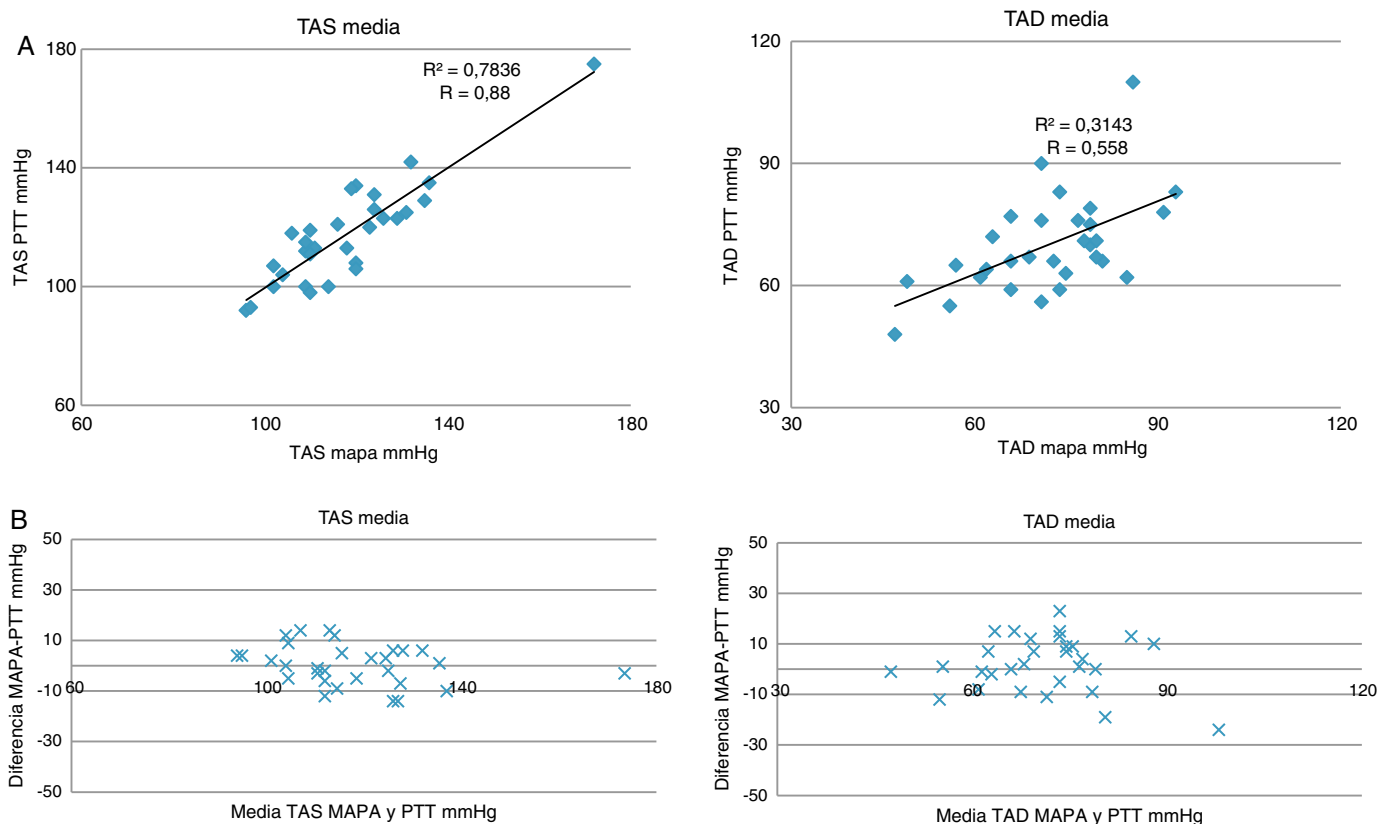 A
TAS media
180
140
100
60
60
100
140
180
R² = 0,7836
R = 0,88
TAS PTT mmHg
TAS mapa mmHg
TAD media
120
90
60
30
30
60
90
120
R² = 0,3143
R = 0,558
TAD PTT mmHg
TAD mapa mmHg
B
TAS media
50
30
10
-10
-30
-50
60
100
140
180
Diferencia MAPA-PTT mmHg
Media TAS MAPA y PTT mmHg
TAD media
50
30
10
-10
-30
-50
30
60
90
120
Diferencia MAPA-PTT mmHg
Media TAD MAPA y PTT mmHg